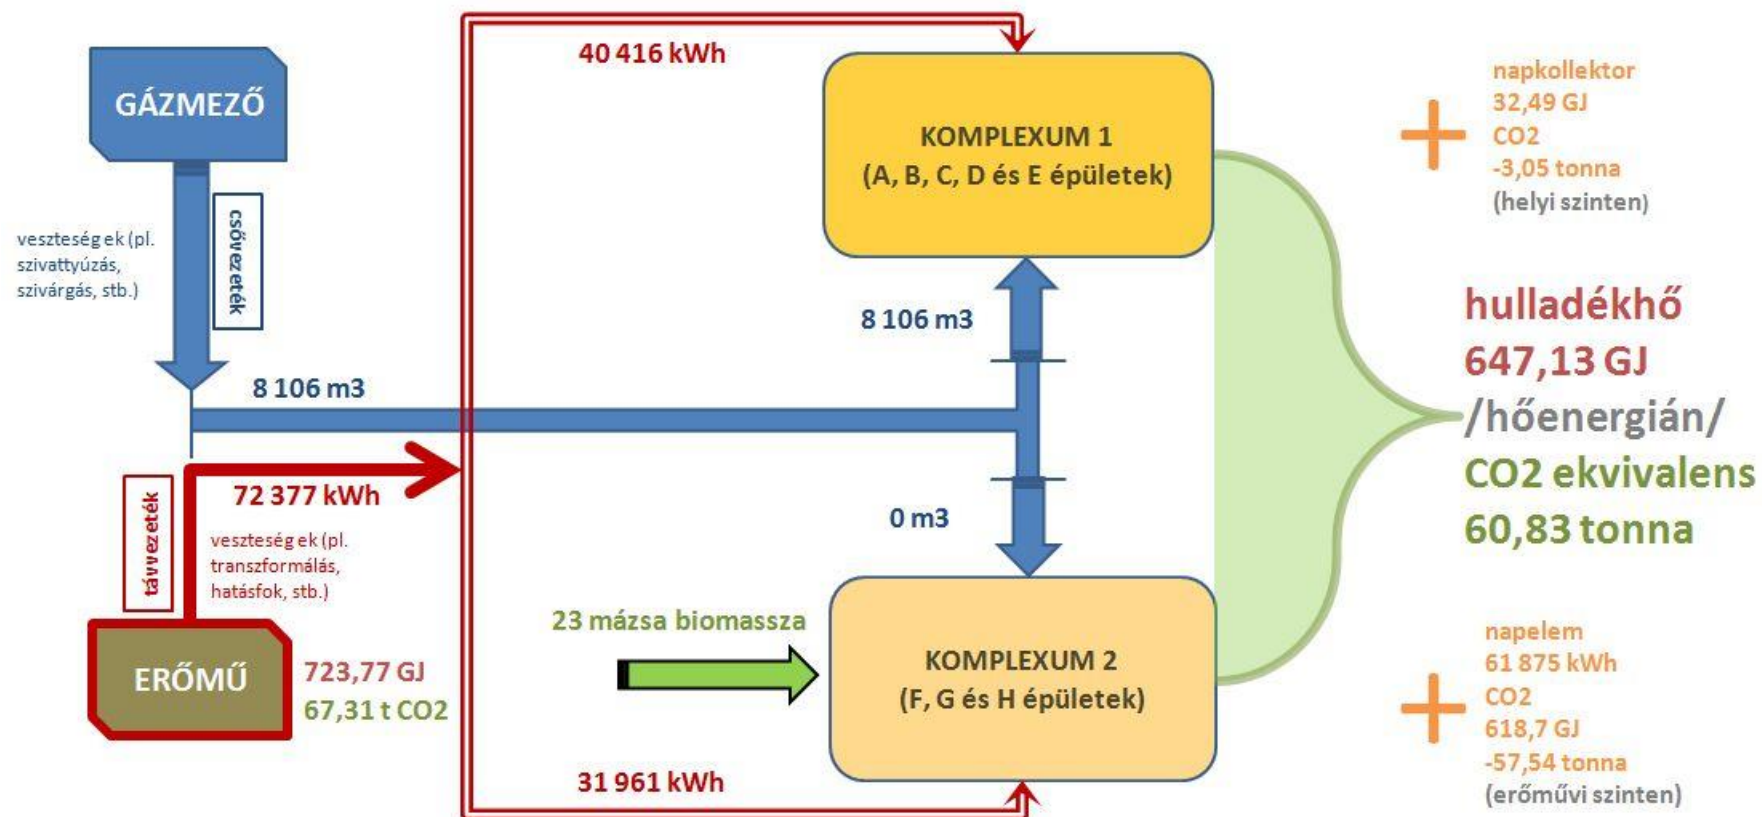 40 416 kWh
GÁZMEZŐ
csővezeték
veszteségek (pl.
szivattyúzás,
szivárgás, stb.)
8 106 m3
72 377 kWh
távvezeték
veszteségek (pl.
transzformálás,
hatásfok, stb.)
ERŐMŰ
723,77 GJ
67,31 t CO2
KOMPLEXUM 1
(A, B, C, D és E épületek)
8 106 m3
0 m3
23 mázsa biomassza
KOMPLEXUM 2
(F, G és H épületek)
31 961 kWh
napkollektor
32,49 GJ
CO2
-3,05 tonna
(helyi szinten)
hulladékhő
647,13 GJ
/hőenergián/
CO2 ekvivalens
60,83 tonna
napelem
61 875 kWh
CO2
618,7 GJ
-57,54 tonna
(erőművi szinten)